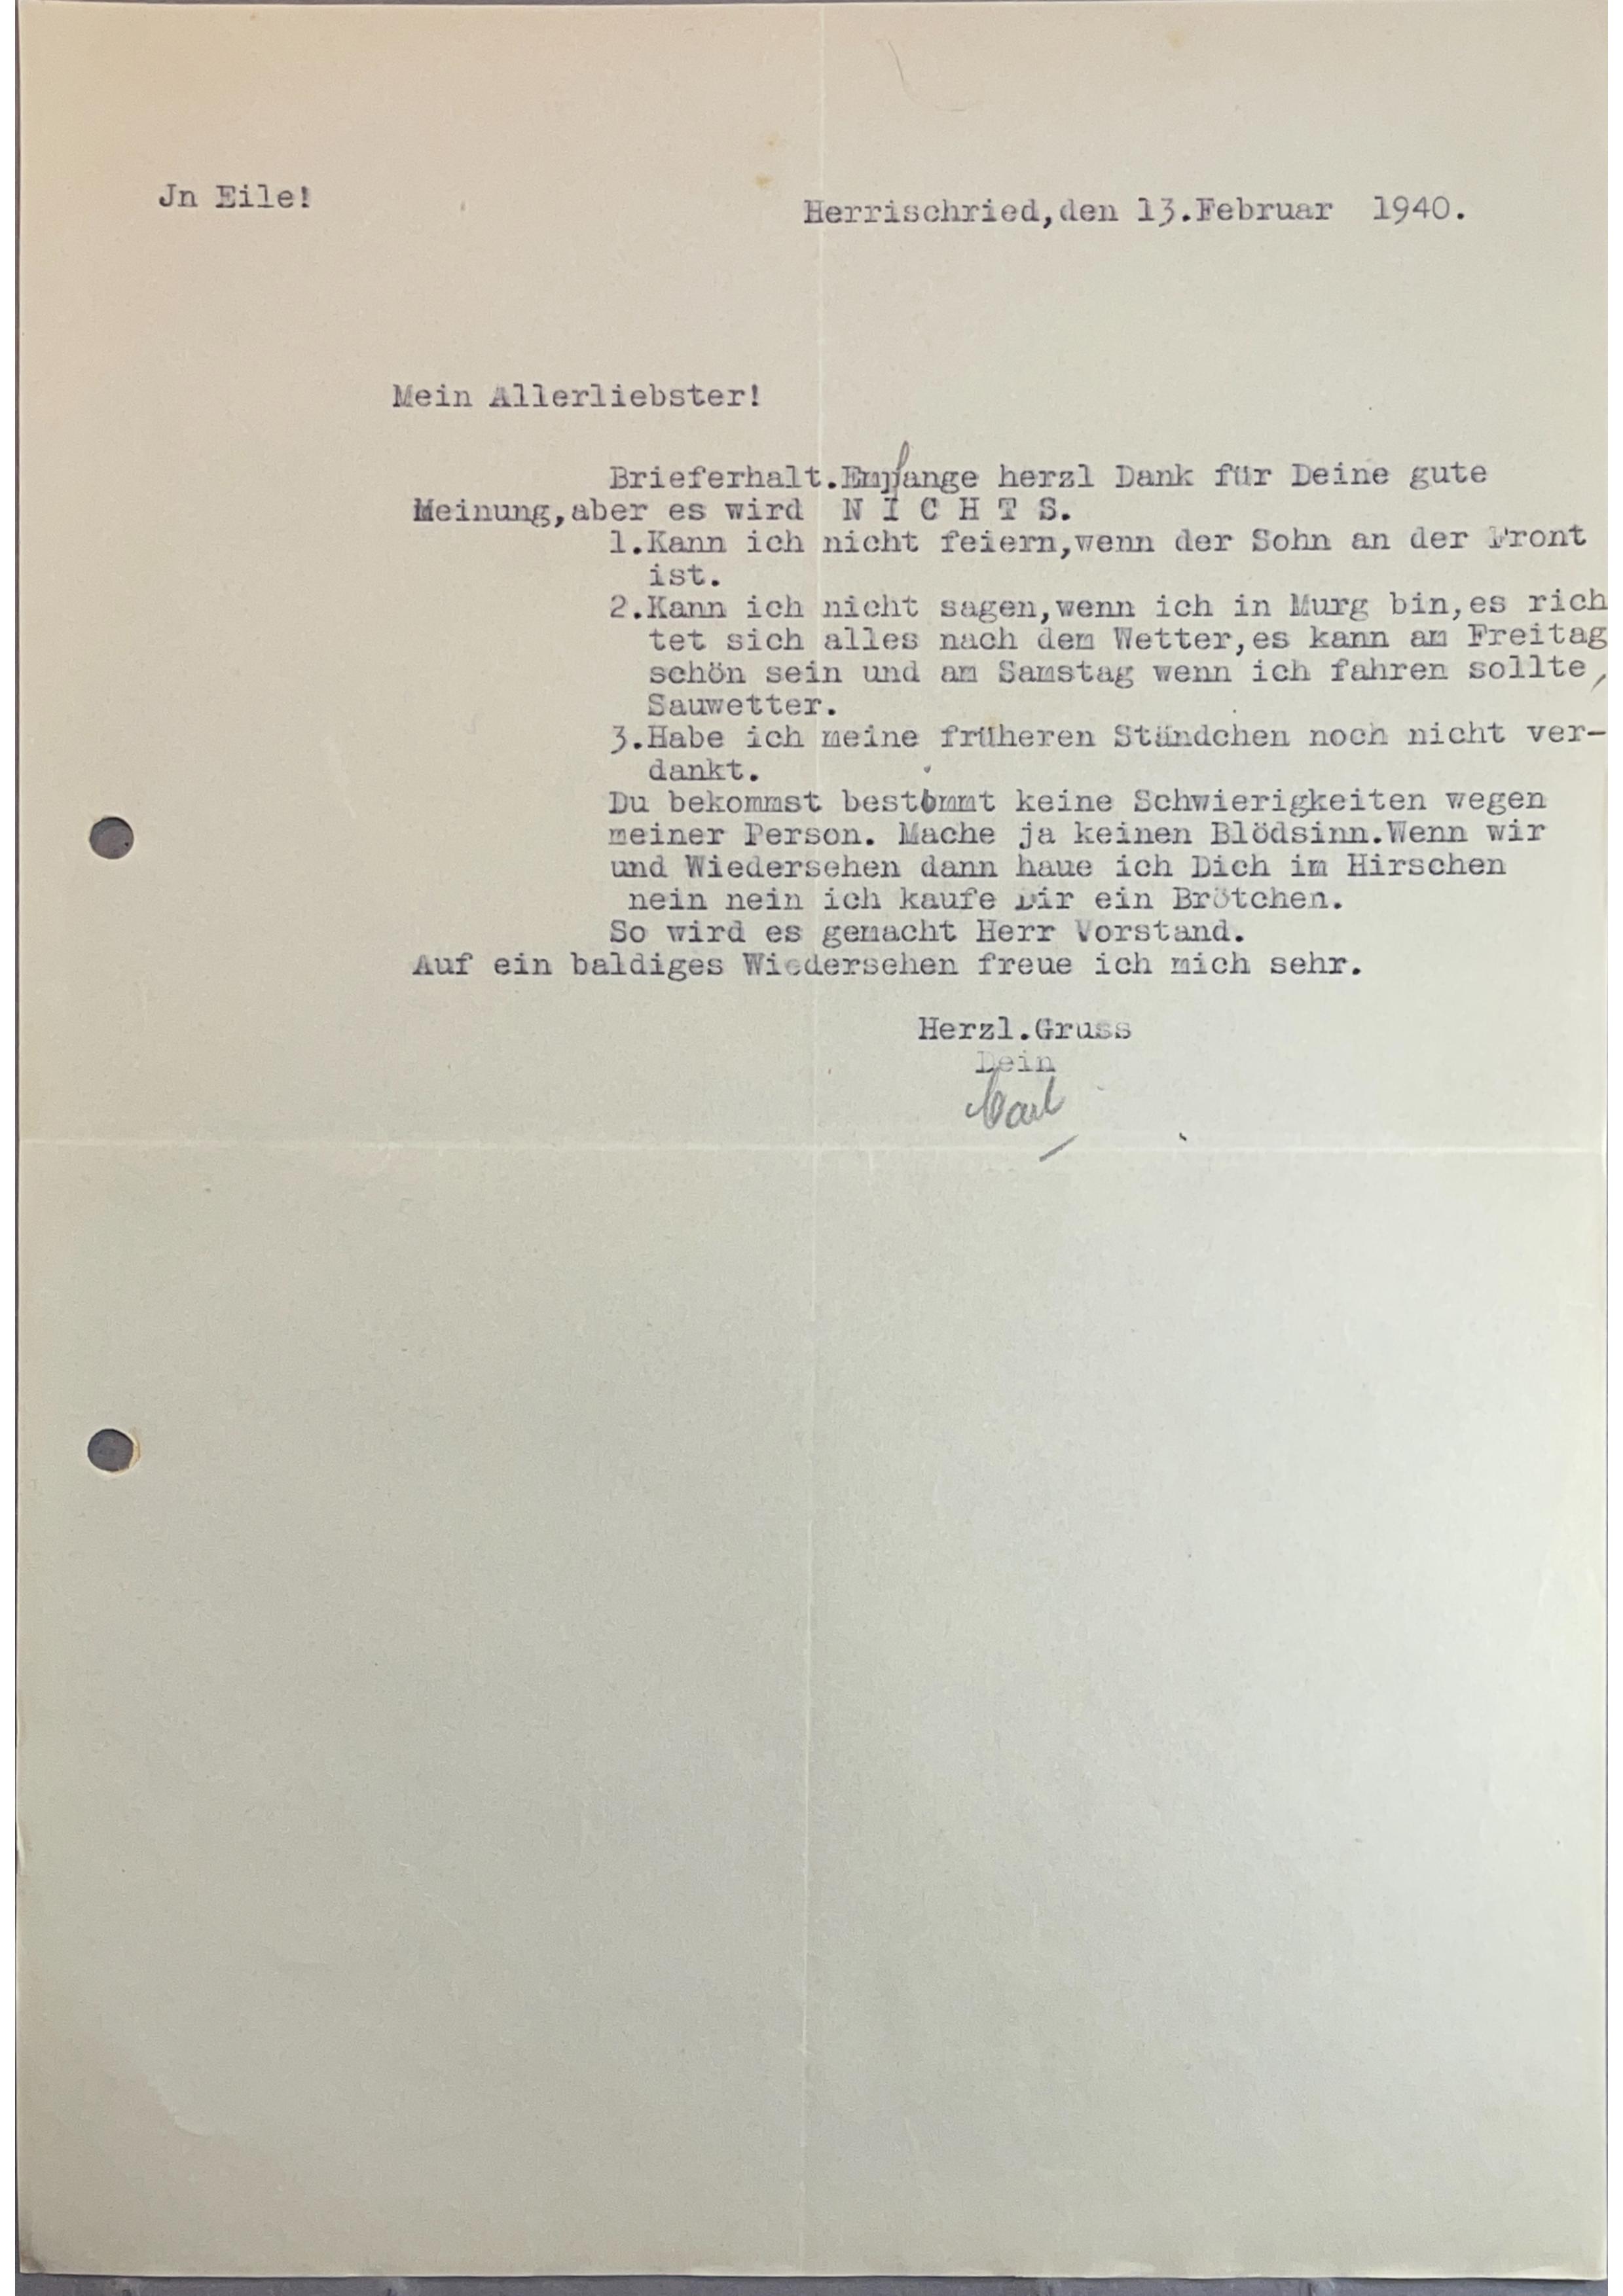 Jn Eile!
Herrischried,den 13.Februar 1940.
Mein Allerliebster!
Brieferhalt.Empfange herzl Dank für Deine gute
Meinung,aber es wird N I C H T S.
1.Kann ich nicht feiern,wenn der Sohn an der Front
ist.
2.Kann ich nicht sagen,wenn ich in Murg bin,es rich
tet sich alles nach dem Wetter,es kann am Freitag
schön sein und am Samstag wenn ich fahren sollte,
Sauwetter.
3.Habe ich meine früheren Ständchen noch nicht ver-
dankt.
Du bekommst bestimmt keine Schwierigkeiten wegen
meiner Person. Mache ja keinen Blödsinn.Wenn wir
und Wiedersehen dann haue ich Dich im Hirschen
nein nein ich kaufe Dir ein Brötchen.
So wird es gemacht Herr Vorstand.
Auf ein baldiges Wiedersehen freue ich mich sehr.
Herzl.Gruss
Dein
Carl